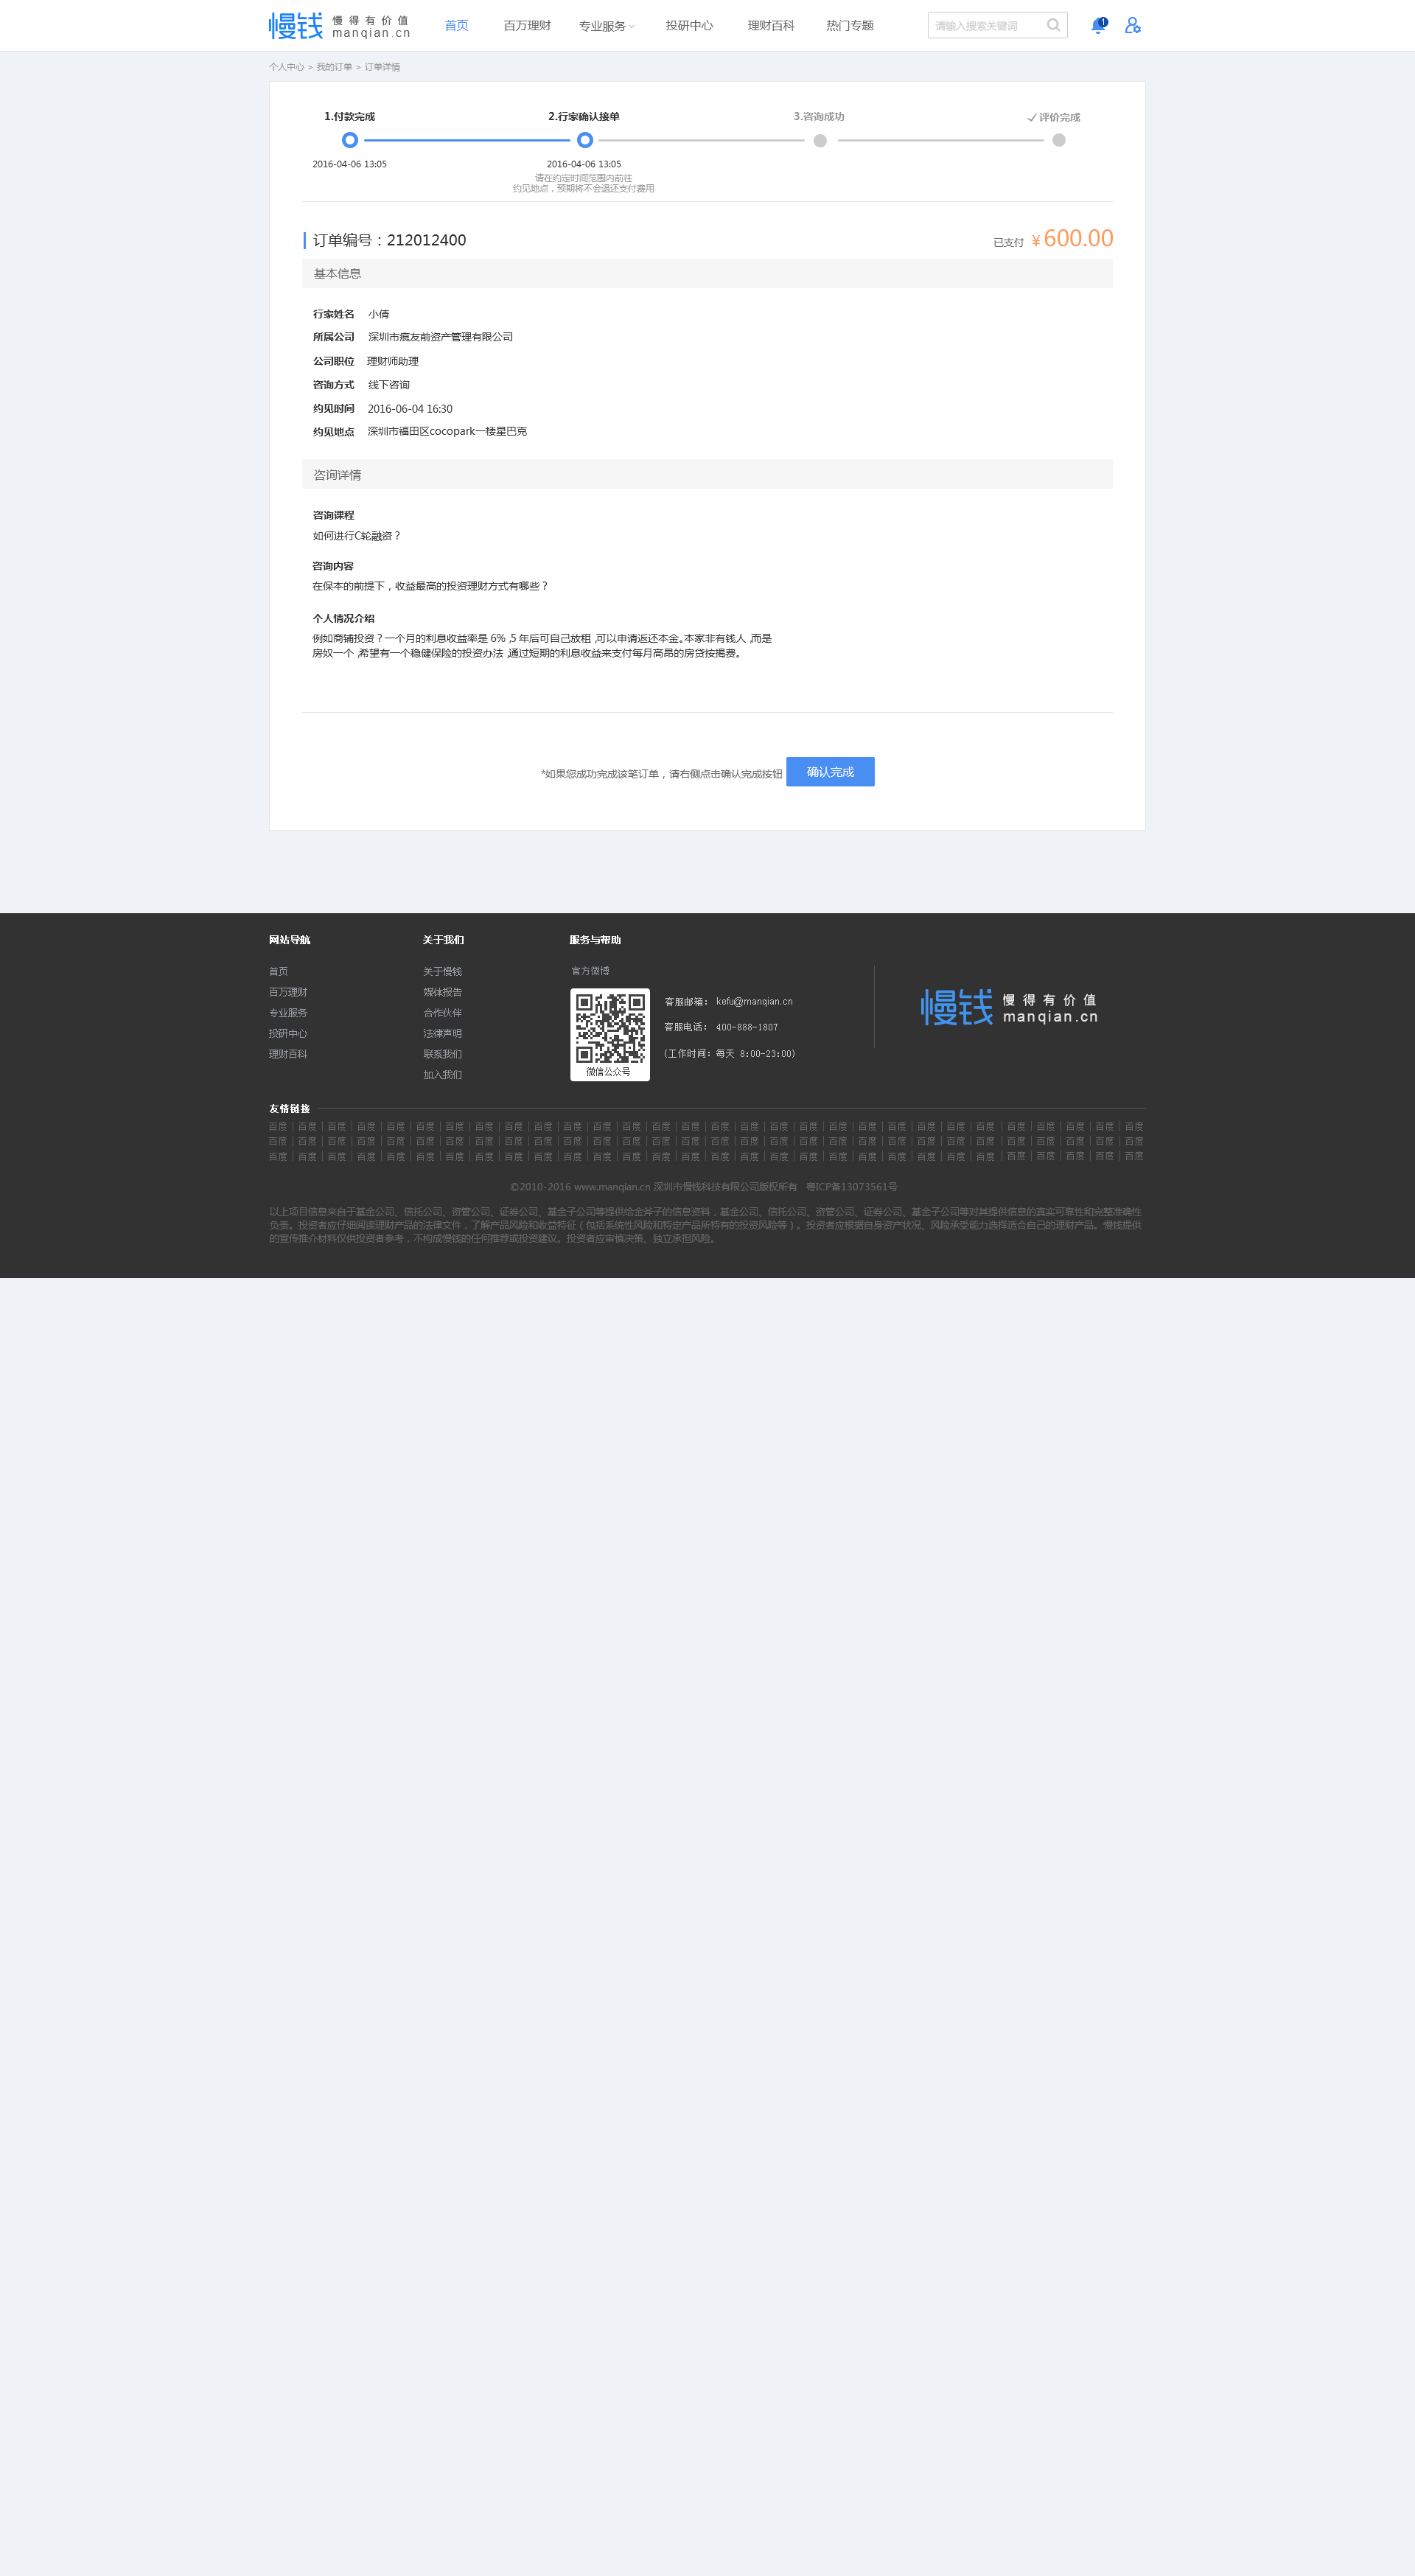 慢钱 慢得有价值 manqian.cn 首页 百万理财 专业服务 投研中心 理财百科 热门专题 请输入搜索关键词 1
个人中心 > 我的订单 > 订单详情
1.付款完成 2.行家确认接单 3.咨询成功 评价完成
2016-04-06 13:05 2016-04-06 13:05
请在约定时间范围内前往
约见地点，预期将不会退还支付费用
订单编号：212012400 已支付 ¥600.00
基本信息
行家姓名 小倩
所属公司 深圳市疯友前资产管理有限公司
公司职位 理财师助理
咨询方式 线下咨询
约见时间 2016-06-04 16:30
约见地点 深圳市福田区cocopark一楼星巴克
咨询详情
咨询课程
如何进行C轮融资？
咨询内容
在保本的前提下，收益最高的投资理财方式有哪些？
个人情况介绍
例如商铺投资？一个月的利息收益率是 6% ,5 年后可自己放租 ,可以申请返还本金。本家非有钱人 ,而是
房奴一个 ,希望有一个稳健保险的投资办法 ,通过短期的利息收益来支付每月高昂的房贷按揭费。
*如果您成功完成该笔订单，请右侧点击确认完成按钮 确认完成
网站导航 关于我们 服务与帮助
首页 关于慢钱 官方微博
百万理财 媒体报告 客服邮箱： kefu@manqian.cn 慢钱 慢得有价值 manqian.cn
专业服务 合作伙伴
投研中心 法律声明 客服电话： 400-888-1807
理财百科 联系我们 (工作时间：每天 8:00-23:00)
加入我们 微信公众号
友情链接
百度 | 百度 | 百度 | 百度 | 百度 | 百度 | 百度 | 百度 | 百度 | 百度 | 百度 | 百度 | 百度 | 百度 | 百度 | 百度 | 百度 | 百度 | 百度 | 百度 | 百度 | 百度 | 百度 | 百度 | 百度 | 百度 | 百度 | 百度 | 百度 | 百度
百度 | 百度 | 百度 | 百度 | 百度 | 百度 | 百度 | 百度 | 百度 | 百度 | 百度 | 百度 | 百度 | 百度 | 百度 | 百度 | 百度 | 百度 | 百度 | 百度 | 百度 | 百度 | 百度 | 百度 | 百度 | 百度 | 百度 | 百度 | 百度 | 百度
百度 | 百度 | 百度 | 百度 | 百度 | 百度 | 百度 | 百度 | 百度 | 百度 | 百度 | 百度 | 百度 | 百度 | 百度 | 百度 | 百度 | 百度 | 百度 | 百度 | 百度 | 百度 | 百度 | 百度 | 百度 | 百度 | 百度 | 百度 | 百度 | 百度
©2010-2016 www.manqian.cn 深圳市慢钱科技有限公司版权所有 粤ICP备13073561号
以上项目信息来自于基金公司、信托公司、资管公司、证券公司、基金子公司等提供给金斧子的信息资料，基金公司、信托公司、资管公司、证券公司、基金子公司等对其提供信息的真实可靠性和完整准确性
负责。投资者应仔细阅读理财产品的法律文件，了解产品风险和收益特征（包括系统性风险和特定产品所特有的投资风险等）。投资者应根据自身资产状况、风险承受能力选择适合自己的理财产品。慢钱提供
的宣传推介材料仅供投资者参考，不构成慢钱的任何推荐或投资建议。投资者应审慎决策、独立承担风险。